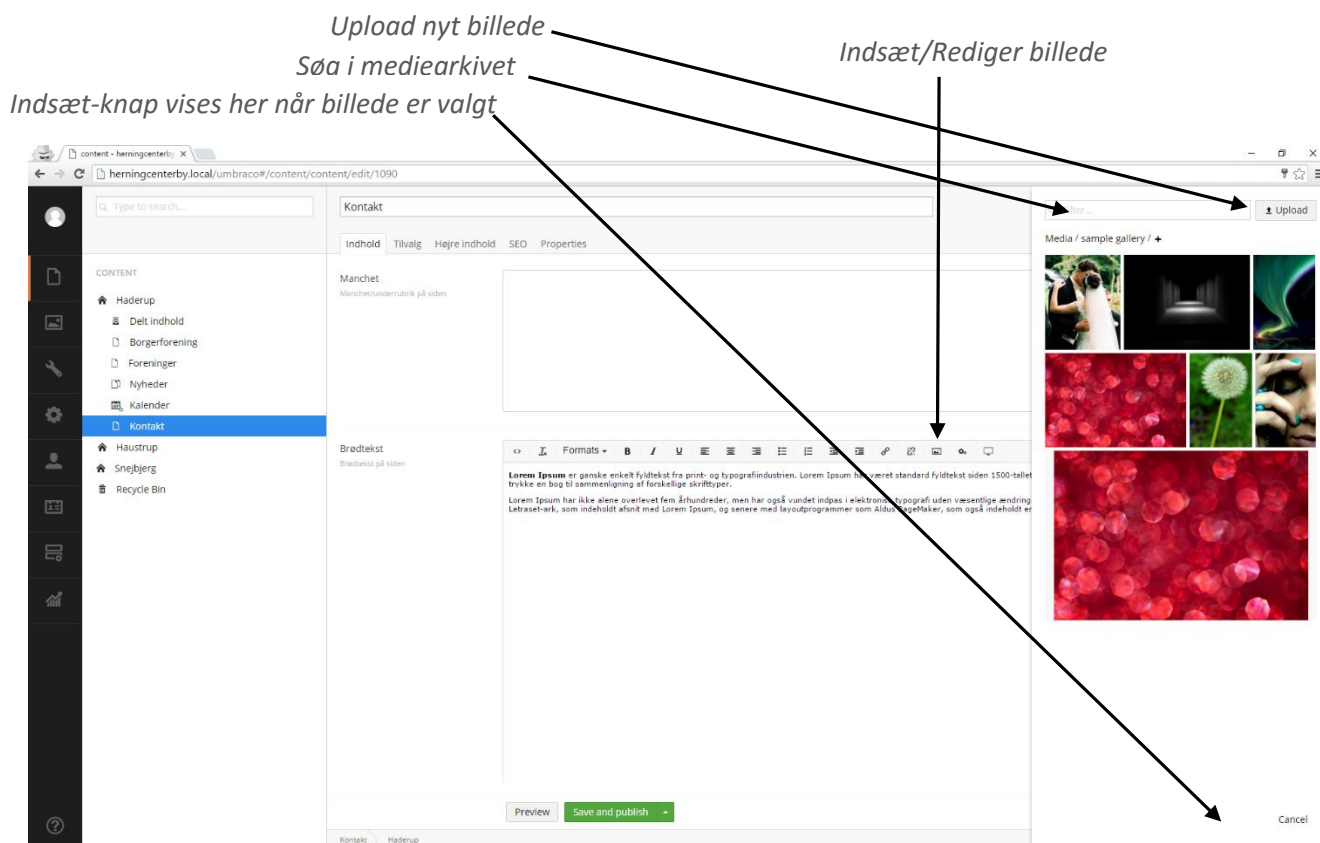 Upload nyt billede
Søa i mediearkivet
Indsæt/Rediger billede
Indsæt-knap vises her når billede er valgt
content - herningcenterby
herningcenterby.local/umbraco#/content/content/edit/1090
Type to search...
Kontakt
Upload
Indhold Tilvalg Højre indhold SEO Properties
Media / sample gallery /
CONTENT
Haderup
Delt indhold
Borgerforening
Foreninger
Nyheder
Kalender
Kontakt
Haustrup
Snejbjerg
Recycle Bin
Manchet
Manchet/underrubrik på siden
Brødtekst
Brødtekst på siden
Formats B I U
Lorem Ipsum er ganske enkelt fyldtekst fra print- og typografiindustrien. Lorem Ipsum har været standard fyldtekst siden 1500-tallet
trykke en bog til sammenligning af forskellige skrifttyper.
Lorem Ipsum har ikke alene overlevet fem århundreder, men har også vundet indpas i elektronisk typografi uden væsentlige ændring
Letraset-ark, som indeholdt afsnit med Lorem Ipsum, og senere med layoutprogrammer som Aldus PageMaker, som også indeholdt en
Preview Save and publish
Cancel
Kontakt Haderup